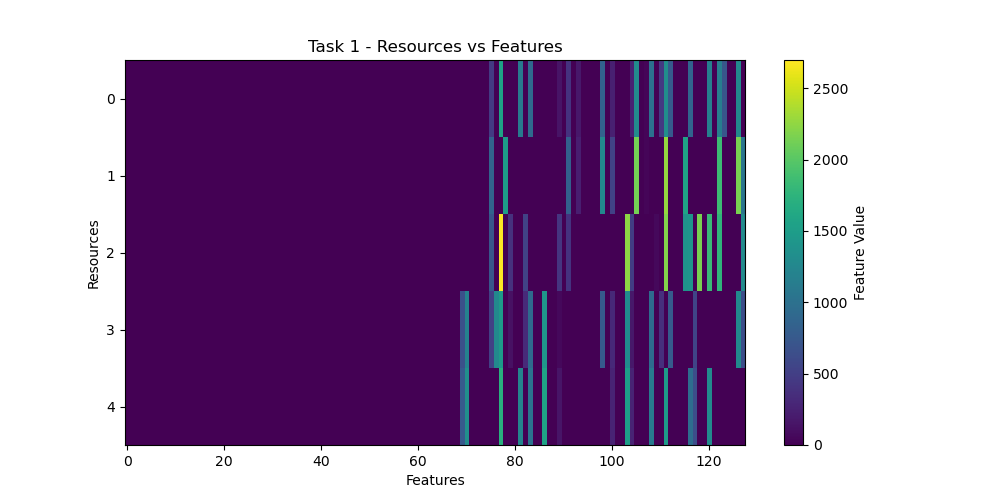 Task 1 - Resources vs Features
Resources
0
1
2
3
4
0 20 40 60 80 100 120
Features
2500
2000
1500
1000
500
0
Feature Value